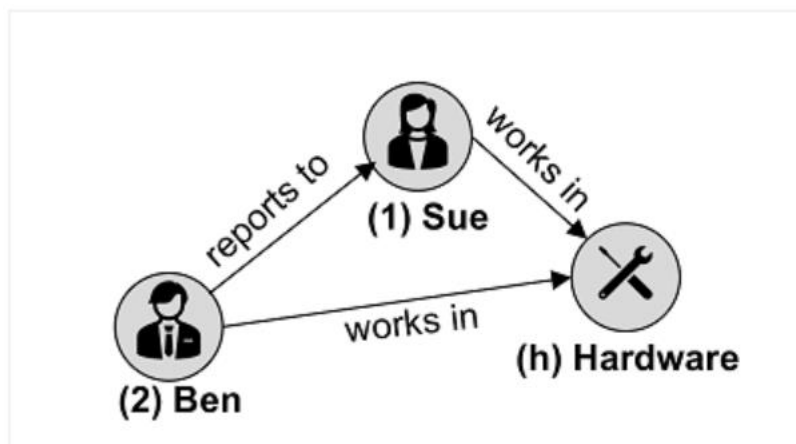 works in
reports to
(1) Sue
works in
(h) Hardware
(2) Ben